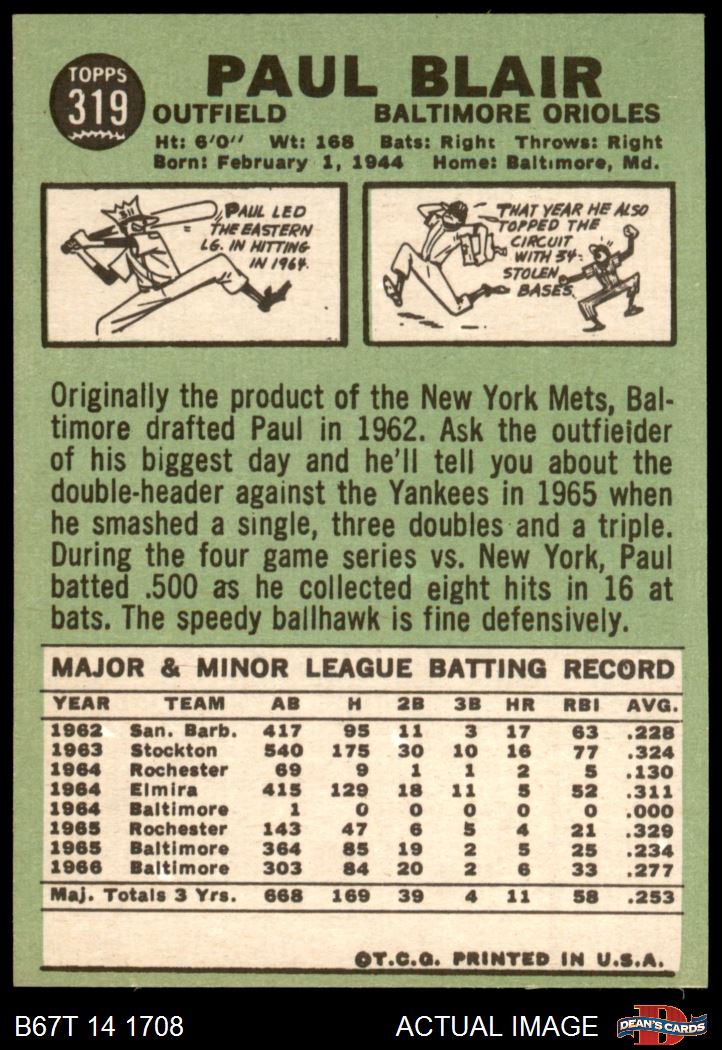 TOPPS
319
PAUL BLAIR
OUTFIELD BALTIMORE ORIOLES
Ht: 6'0" Wt: 168 Bats: Right Throws: Right
Born: February 1, 1944 Home: Baltimore, Md.
PAUL LED
THE EASTERN
LG. IN HITTING
IN 1964.
THAT YEAR HE ALSO
TOPPED THE
CIRCUIT
WITH 34
STOLEN
BASES.
Originally the product of the New York Mets, Bal-
timore drafted Paul in 1962. Ask the outfielder
of his biggest day and he'll tell you about the
double-header against the Yankees in 1965 when
he smashed a single, three doubles and a triple.
During the four game series vs. New York, Paul
batted .500 as he collected eight hits in 16 at
bats. The speedy ballhawk is fine defensively.
MAJOR & MINOR LEAGUE BATTING RECORD
YEAR TEAM AB H 2B 3B HR RBI AVG.
1962 San. Barb. 417 95 11 3 17 63 .228
1963 Stockton 540 175 30 10 16 77 .324
1964 Rochester 69 9 1 1 2 5 .130
1964 Elmira 415 129 18 11 5 52 .311
1964 Baltimore 1 0 0 0 0 0 .000
1965 Rochester 143 47 6 5 4 21 .329
1965 Baltimore 364 85 19 2 5 25 .234
1966 Baltimore 303 84 20 2 6 33 .277
Maj. Totals 3 Yrs. 668 169 39 4 11 58 .253
©T.C.G. PRINTED IN U.S.A.
B67T 14 1708 ACTUAL IMAGE
D
DEAN'S CARDS